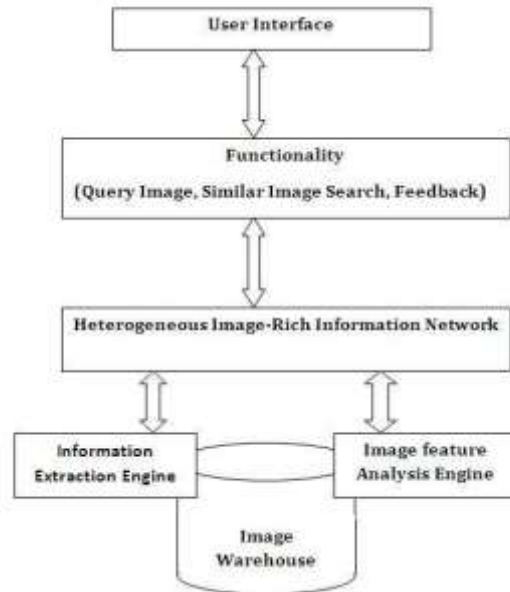 User Interface
Functionality
(Query Image, Similar Image Search, Feedback)
Heterogeneous Image-Rich Information Network
Information
Extraction Engine
Image feature
Analysis Engine
Image
Warehouse